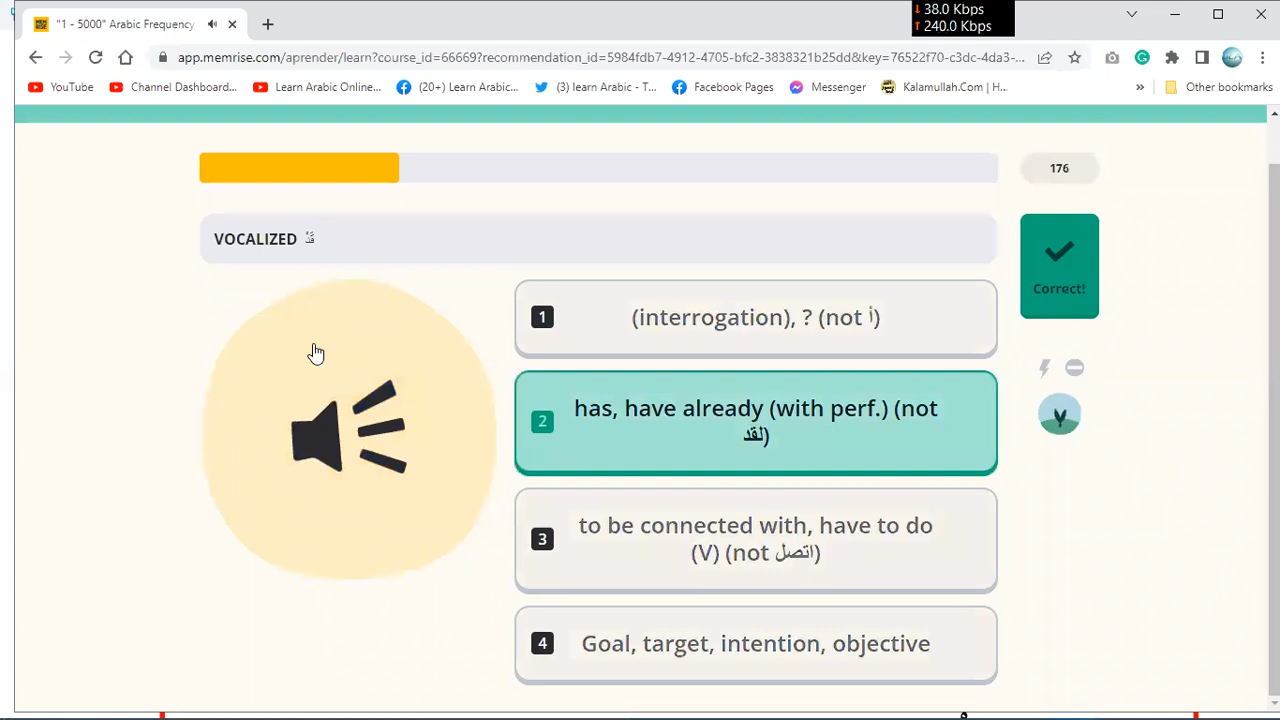 ↓ 38.0 Kbps
↑ 240.0 Kbps
"1 - 5000" Arabic Frequency
app.memrise.com/aprender/learn?course_id=66669?recommendation_id=5984fdb7-4912-4705-bfc2-3838321b25dd&key=76522f70-c3dc-4da3-...
YouTube
Channel Dashboard...
Learn Arabic Online...
(20+) Learn Arabic...
(3) learn Arabic - T...
Facebook Pages
Messenger
Kalamullah.Com | H...
»
Other bookmarks
176
VOCALIZED
Correct!
1 (interrogation), ? (not أ)
2 has, have already (with perf.) (not
لقد)
3 to be connected with, have to do
(V) (not اتصل)
4 Goal, target, intention, objective